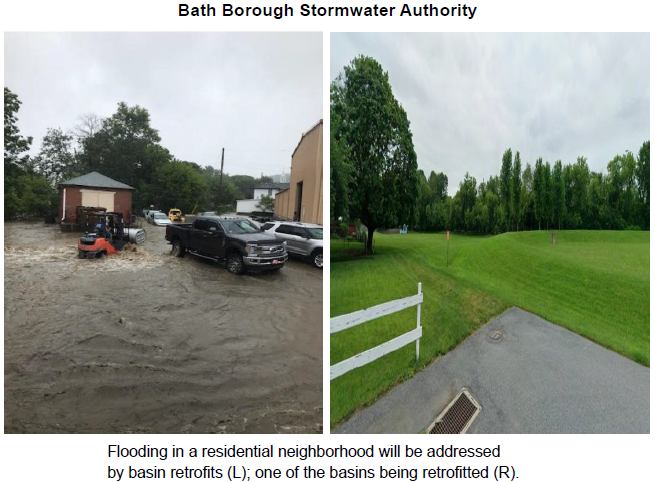 Bath Borough Stormwater Authority
Flooding in a residential neighborhood will be addressed
by basin retrofits (L); one of the basins being retrofitted (R).